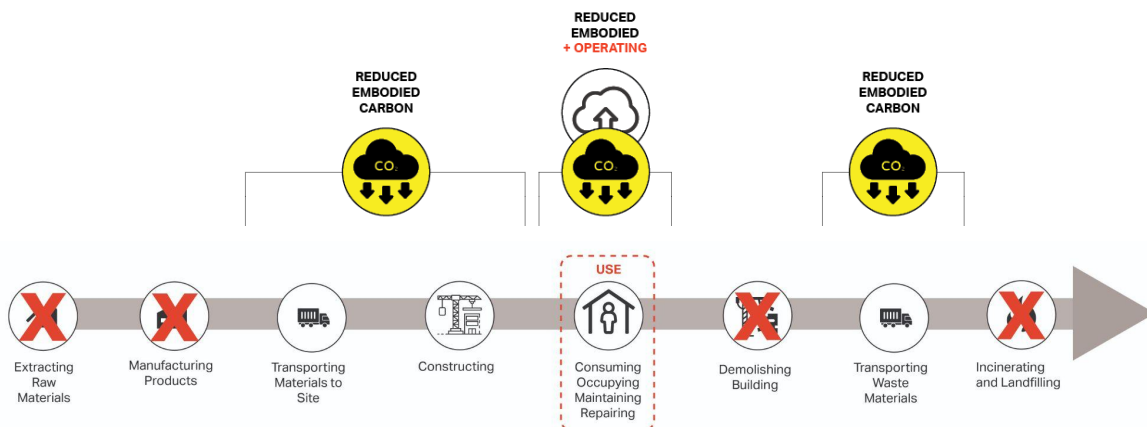 REDUCED
EMBODIED
+ OPERATING
REDUCED
EMBODIED
CARBON
REDUCED
EMBODIED
CARBON
CO₂
CO₂
CO₂
USE
Extracting
Raw
Materials
Manufacturing
Products
Transporting
Materials to
Site
Constructing
Consuming
Occupying
Maintaining
Repairing
Demolishing
Building
Transporting
Waste
Materials
Incinerating
and Landfilling